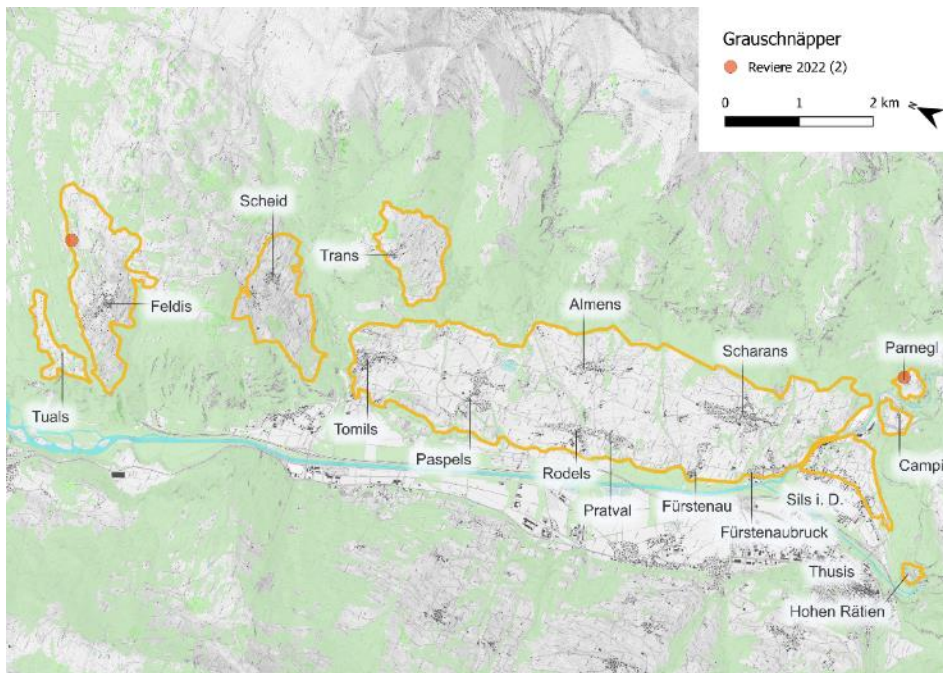 Grauschnäpper
Reviere 2022 (2)
0 1 2 km
N
Scheid
Trans
Feldis
Almens
Scharans
Parnegl
Tuals
Tomils
Paspels
Rodels
Pratval
Fürstenau
Fürstenaubruck
Sils i. D.
Campi
Thusis
Hohen Rätien